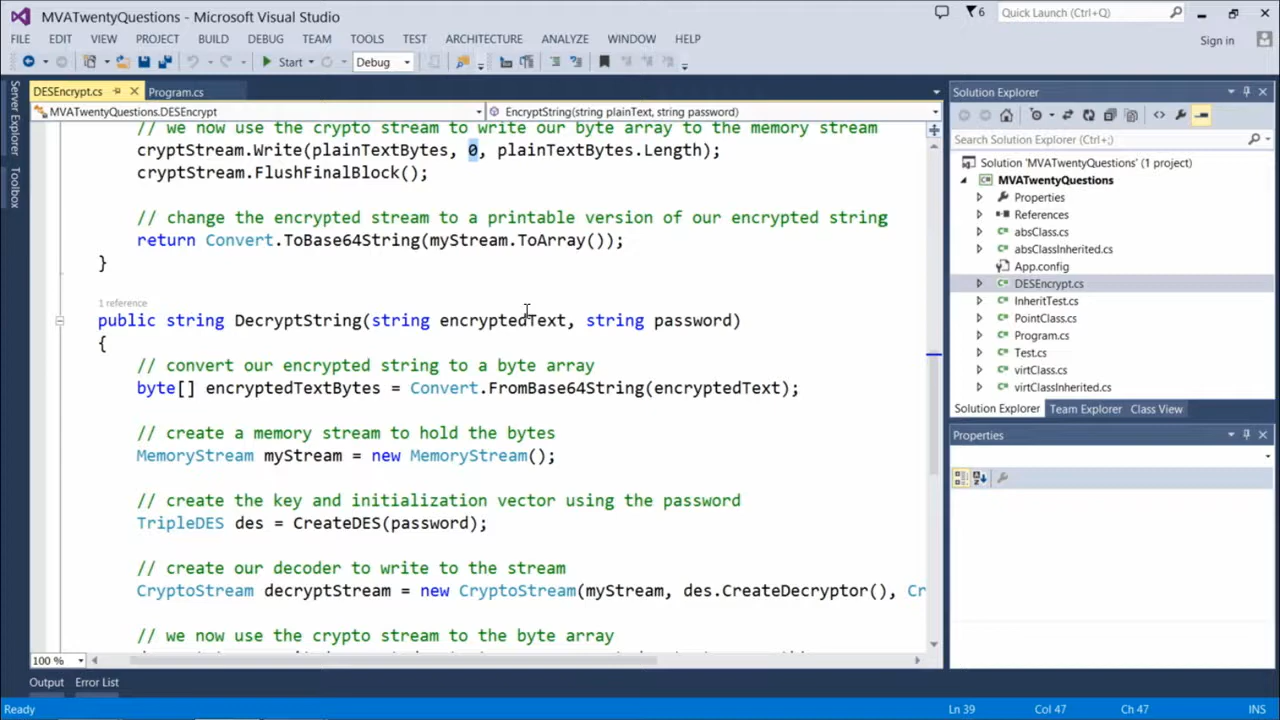 MVATwentyQuestions - Microsoft Visual Studio
6
Quick Launch (Ctrl+Q)
FILE EDIT VIEW PROJECT BUILD DEBUG TEAM TOOLS TEST ARCHITECTURE ANALYZE WINDOW HELP
Sign in
Start
Debug
Server Explorer
Toolbox
DESEncrypt.cs
Program.cs
MVATwentyQuestions.DESEncrypt
EncryptString(string plainText, string password)
// we now use the crypto stream to write our byte array to the memory stream
cryptStream.Write(plainTextBytes, 0, plainTextBytes.Length);
cryptStream.FlushFinalBlock();
// change the encrypted stream to a printable version of our encrypted string
return Convert.ToBase64String(myStream.ToArray());
}
1 reference
public string DecryptString(string encryptedText, string password)
{
// convert our encrypted string to a byte array
byte[] encryptedTextBytes = Convert.FromBase64String(encryptedText);
// create a memory stream to hold the bytes
MemoryStream myStream = new MemoryStream();
// create the key and initialization vector using the password
TripleDES des = CreateDES(password);
// create our decoder to write to the stream
CryptoStream decryptStream = new CryptoStream(myStream, des.CreateDecryptor(), Cr
// we now use the crypto stream to the byte array
100 %
Solution Explorer
Search Solution Explorer (Ctrl+;)
Solution 'MVATwentyQuestions' (1 project)
MVATwentyQuestions
Properties
References
absClass.cs
absClassInherited.cs
App.config
DESEncrypt.cs
InheritTest.cs
PointClass.cs
Program.cs
Test.cs
virtClass.cs
virtClassInherited.cs
Solution Explorer Team Explorer Class View
Properties
Output Error List
Ready
Ln 39 Col 47 Ch 47 INS